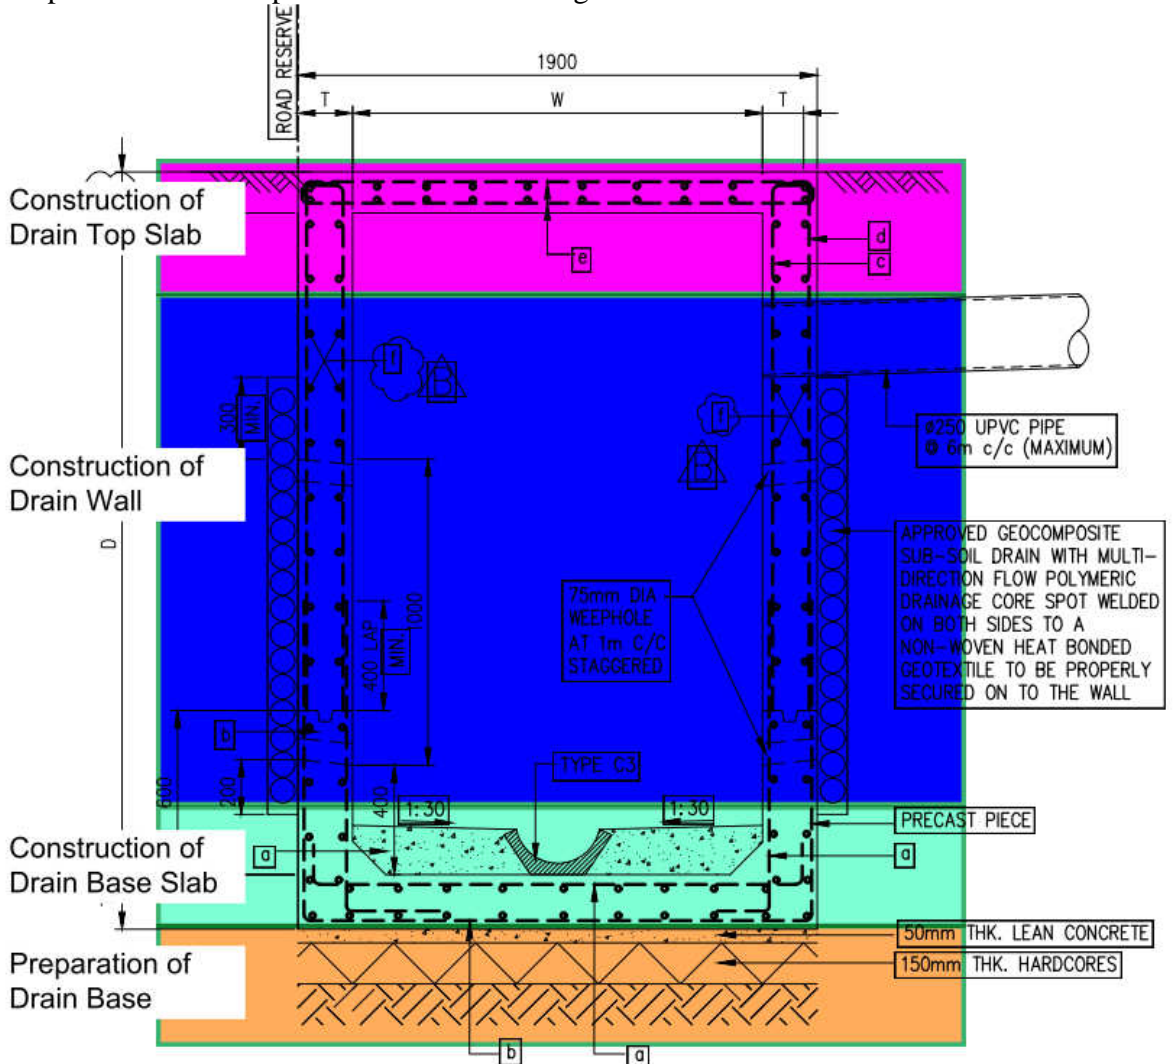 ROAD RESERVE
1900
T
W
T
Construction of
Drain Top Slab
d
c
e
f
B
f
B
300
MIN.
ø250 UPVC PIPE
@ 6m c/c (MAXIMUM)
Construction of
Drain Wall
D
APPROVED GEOCOMPOSITE
SUB-SOIL DRAIN WITH MULTI-
DIRECTION FLOW POLYMERIC
DRAINAGE CORE SPOT WELDED
ON BOTH SIDES TO A
NON-WOVEN HEAT BONDED
GEOTEXTILE TO BE PROPERLY
SECURED ON TO THE WALL
75mm DIA
WEEPHOLE
AT 1m C/C
STAGGERED
1000
400 LAP
MIN.
b
600
200
400
TYPE C3
1:30
1:30
PRECAST PIECE
Construction of
Drain Base Slab
a
a
50mm THK. LEAN CONCRETE
150mm THK. HARDCORES
Preparation of
Drain Base
b
a